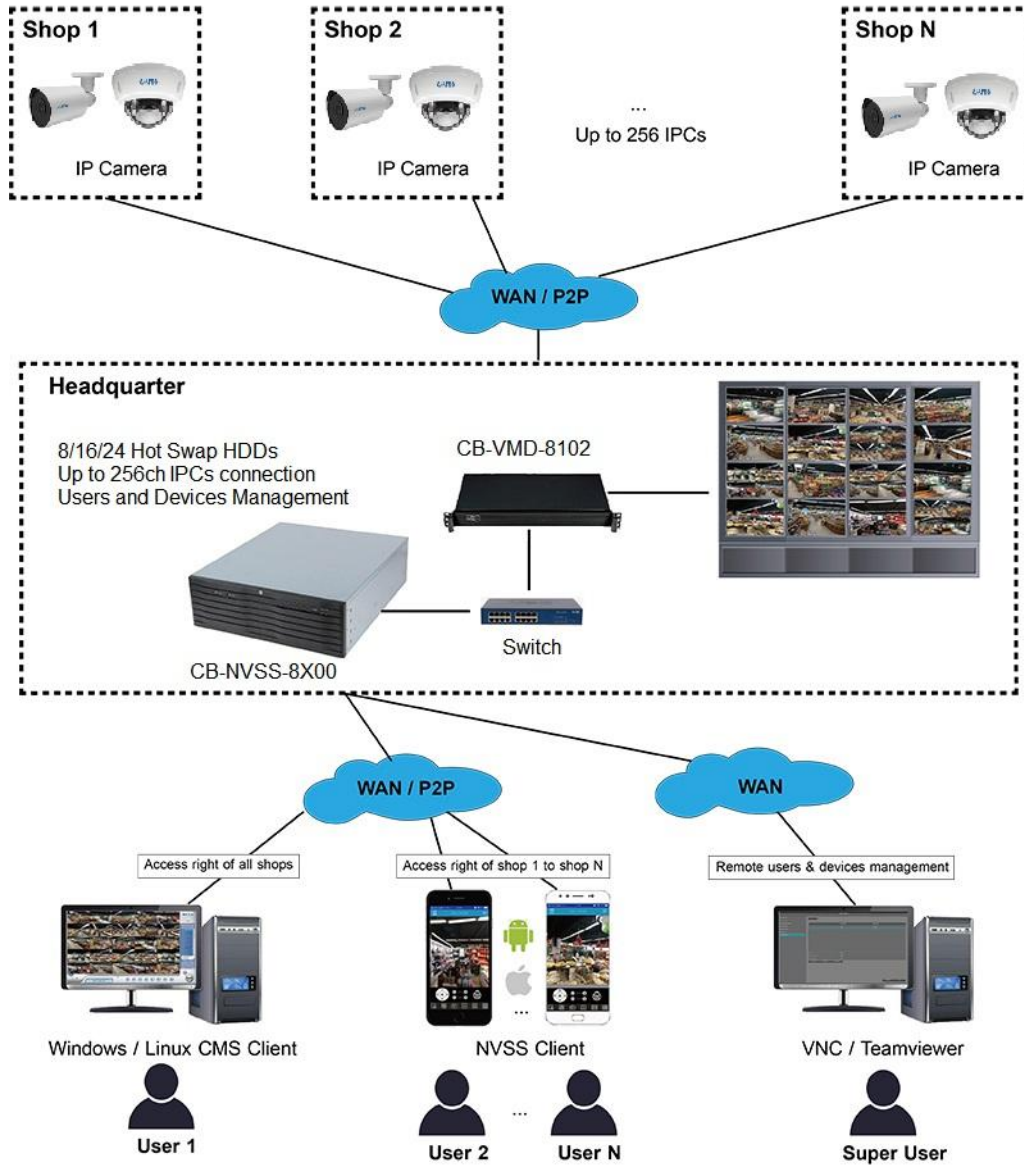 Shop 1
Shop 2
Shop N
...
Up to 256 IPCs
IP Camera
IP Camera
IP Camera
WAN / P2P
Headquarter
8/16/24 Hot Swap HDDs
Up to 256ch IPCs connection
Users and Devices Management
CB-VMD-8102
Switch
CB-NVSS-8X00
WAN / P2P
WAN
Access right of all shops
Access right of shop 1 to shop N
Remote users & devices management
...
Windows / Linux CMS Client
NVSS Client
VNC / Teamviewer
...
User 1
User 2
User N
Super User